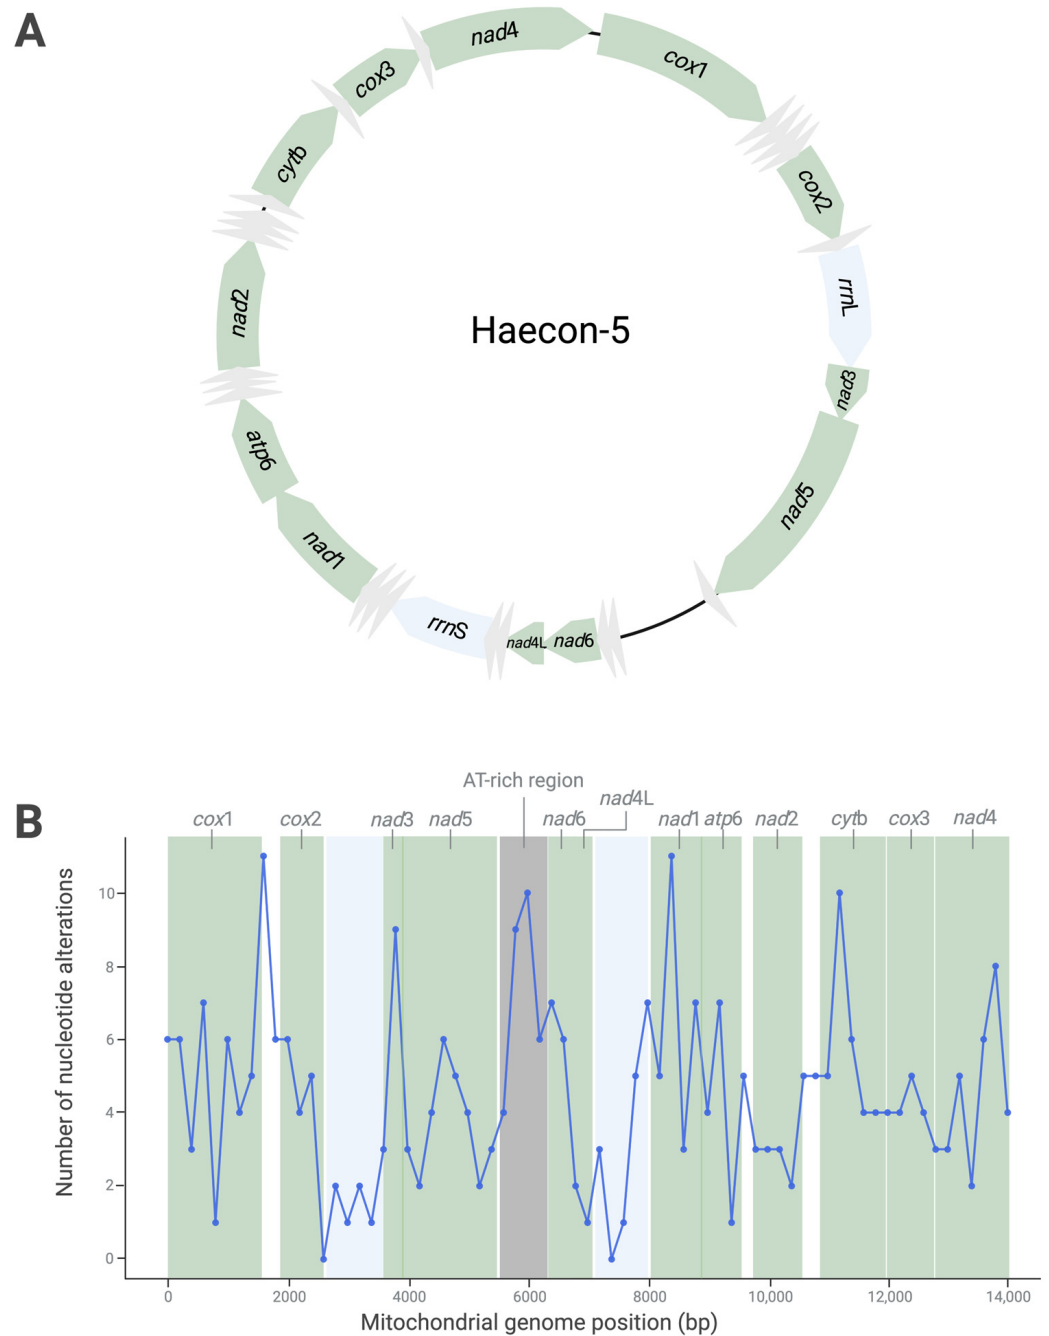 A
nad4
cox1
cox3
cytb
cox2
rrnL
Haecon-5
nad2
nad3
atp6
nad5
nad1
rrnS
nad4L
nad6
B
AT-rich region
nad4L
cox1
cox2
nad3
nad5
nad6
nad1
atp6
nad2
cytb
cox3
nad4
Number of nucleotide alterations
10
8
6
4
2
0
0
2000
4000
6000
8000
10,000
12,000
14,000
Mitochondrial genome position (bp)